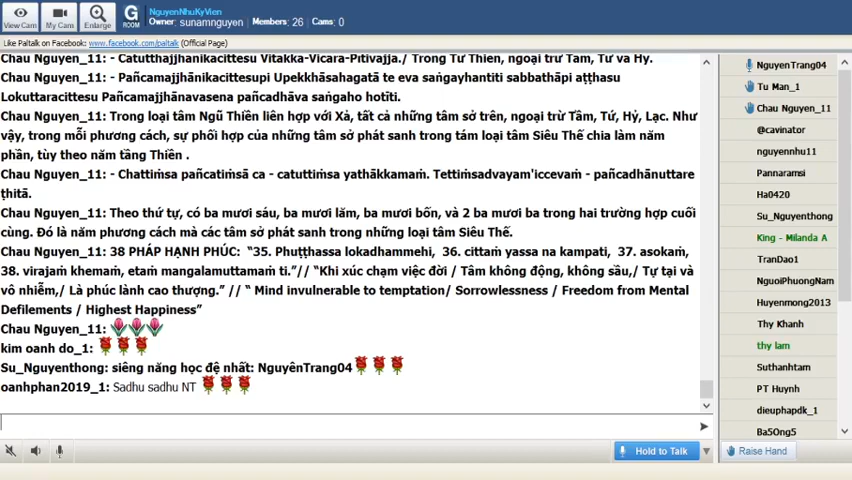 NguyenNhuKyVien
Owner: sunamnguyen   Members: 26   Cams: 0
View Cam
My Cam
Enlarge
G
ROOM
Like Paltalk on Facebook: www.facebook.com/paltalk (Official Page)
Chau Nguyen_11: - Catutthajjhānikacittesu Vitakka-Vicara-Pitivajja./ Trong Tứ Thiền, ngoại trừ Tầm, Tứ và Hỷ.
Chau Nguyen_11: - Pañcamajjhānikacittesupi Upekkhāsahagatā te eva saṅgayhantīti sabbathāpi aṭṭhasu
Lokuttaracittesu Pañcamajjhānavasena pañcadhāva saṅgaho hotīti.
Chau Nguyen_11: Trong loại tâm Ngũ Thiền liên hợp với Xả, tất cả những tâm sở trên, ngoại trừ Tầm, Tứ, Hỷ, Lạc. Như
vậy, trong mỗi phương cách, sự phối hợp của những tâm sở phát sanh trong tám loại tâm Siêu Thế chia làm năm
phần, tùy theo năm tầng Thiền .
Chau Nguyen_11: - Chattiṁsa pañcatiṁsā ca - catuttiṁsa yathākkamaṁ. Tettiṁsadvayam'iccevaṁ - pañcadhānuttare
ṭhitā.
Chau Nguyen_11: Theo thứ tự, có ba mươi sáu, ba mươi lăm, ba mươi bốn, và 2 ba mươi ba trong hai trường hợp cuối
cùng. Đó là năm phương cách mà các tâm sở phát sanh trong những loại tâm Siêu Thế.
Chau Nguyen_11: 38 PHÁP HẠNH PHÚC: “35. Phuṭṭhassa lokadhammehi, 36. cittaṁ yassa na kampati, 37. asokaṁ,
38. virajaṁ khemaṁ, etaṁ mangalamuttamaṁ ti.”// “Khi xúc chạm việc đời / Tâm không động, không sầu,/ Tự tại và
vô nhiễm,/ Là phúc lành cao thượng.” // “ Mind invulnerable to temptation/ Sorrowlessness / Freedom from Mental
Defilements / Highest Happiness”
Chau Nguyen_11:
kim oanh do_1:
Su_Nguyenthong: siêng năng học đệ nhất: NguyênTrang04
oanhphan2019_1: Sadhu sadhu NT
Hold to Talk
NguyenTrang04
Tu Man_1
Chau Nguyen_11
@cavinator
nguyennhu11
Pannaramsi
Ha0420
Su_Nguyenthong
King - Milanda A
TranDao1
NguoiPhuongNam
Huyenmong2013
Thy Khanh
thy lam
Suthanhtam
PT Huynh
dieuphapdk_1
Ba5Ong5
Raise Hand